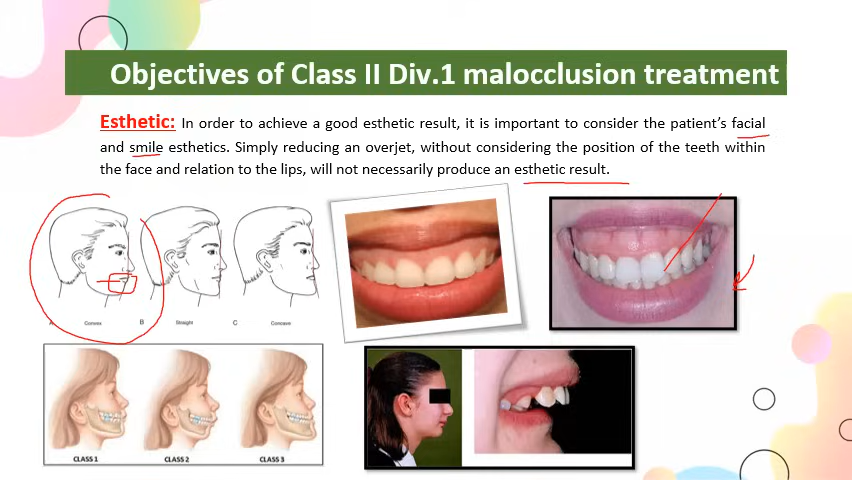 Objectives of Class II Div.1 malocclusion treatment
Esthetic: In order to achieve a good esthetic result, it is important to consider the patient's facial
and smile esthetics. Simply reducing an overjet, without considering the position of the teeth within
the face and relation to the lips, will not necessarily produce an esthetic result.
A Convex B Straight C Concave
CLASS 1 CLASS 2 CLASS 3